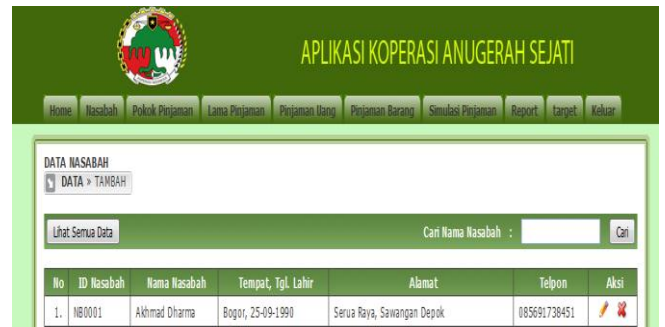 APLIKASI KOPERASI ANUGERAH SEJATI
Home Nasabah Pokok Pinjaman Lama Pinjaman Pinjaman Uang Pinjaman Barang Simulasi Pinjaman Report target Keluar
DATA NASABAH
DATA » TAMBAH
Lihat Semua Data Cari Nama Nasabah : Cari
No ID Nasabah Nama Nasabah Tempat, Tgl. Lahir Alamat Telpon Aksi
1. NB0001 Akhmad Dharma Bogor, 25-09-1990 Serua Raya, Sawangan Depok 085691738451